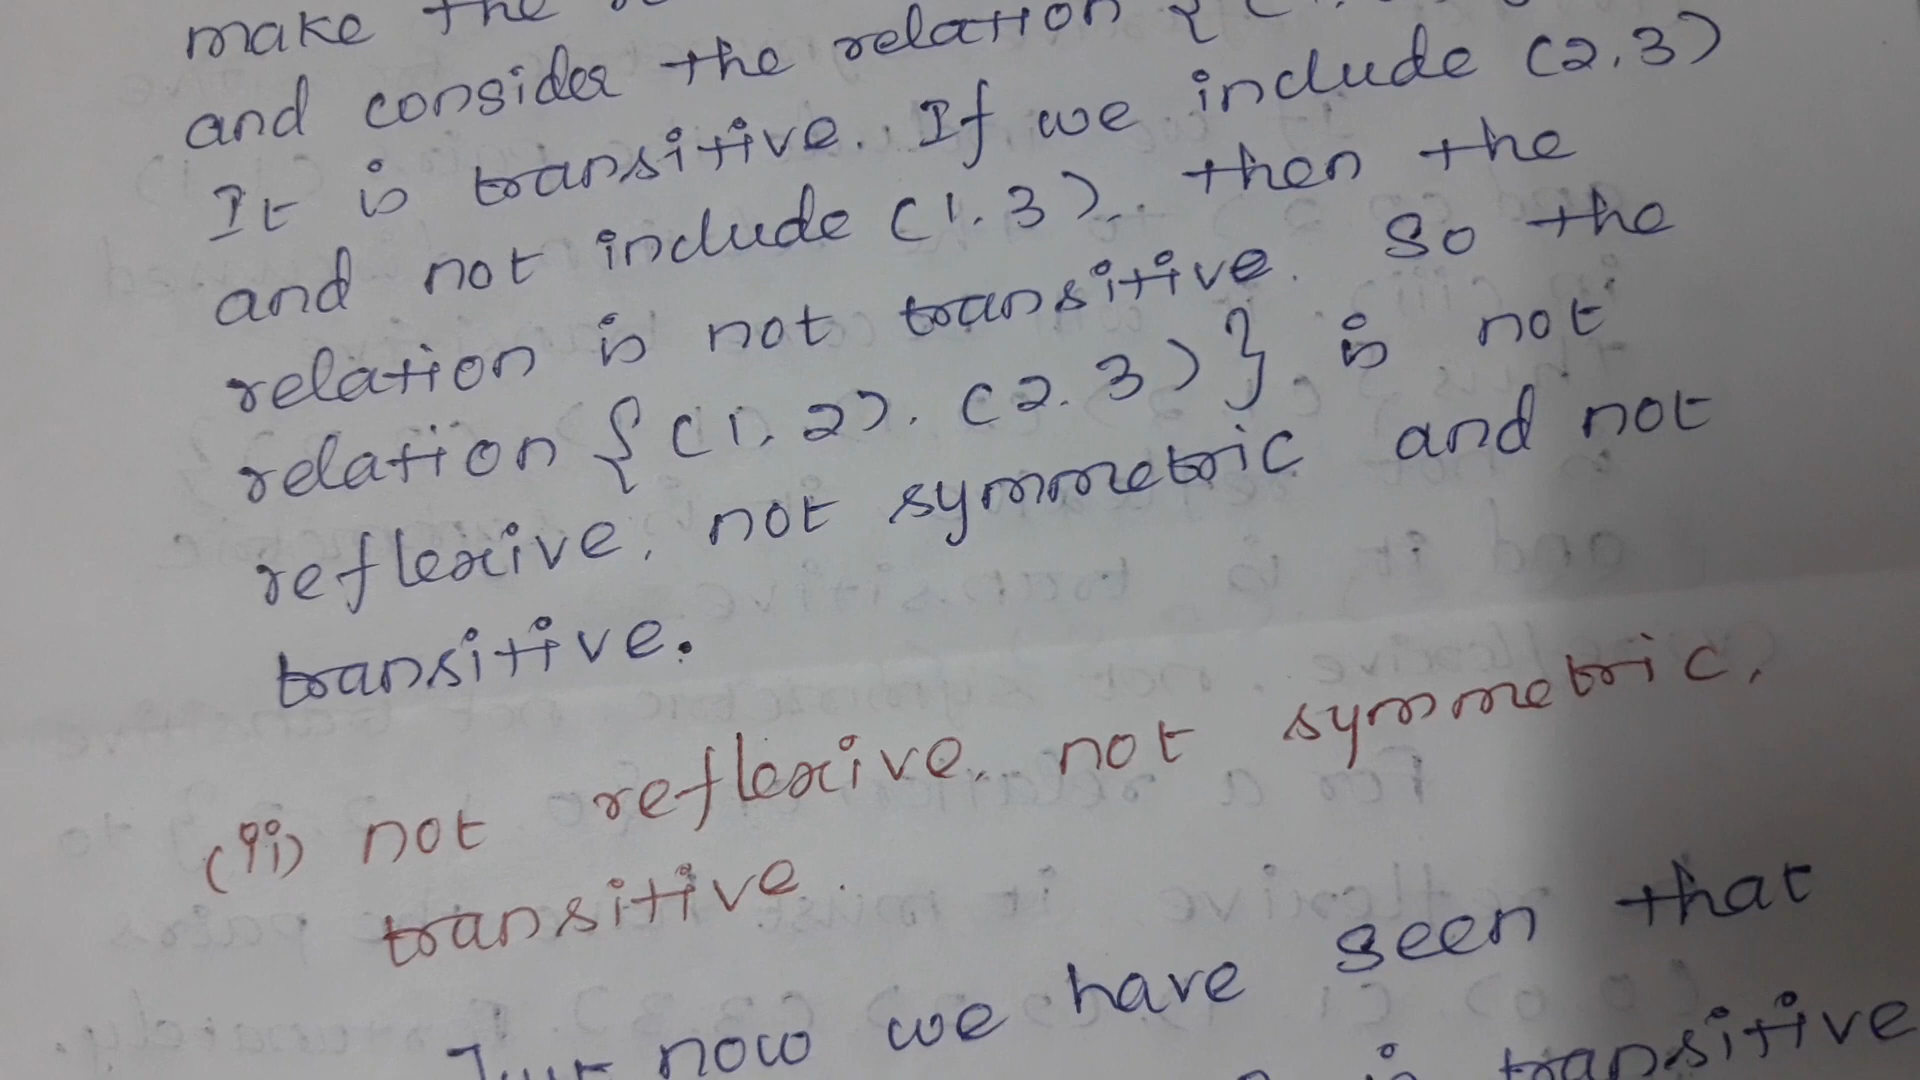 make the
and consider the relation {(
It is transitive. If we include (2,3)
and not include (1,3), then the
relation is not transitive. So the
relation {(1,2), (2,3)} is not
reflexive, not symmetric and not
transitive.
(ii) not reflexive, not symmetric,
transitive.
Just now we have seen that
is transitive